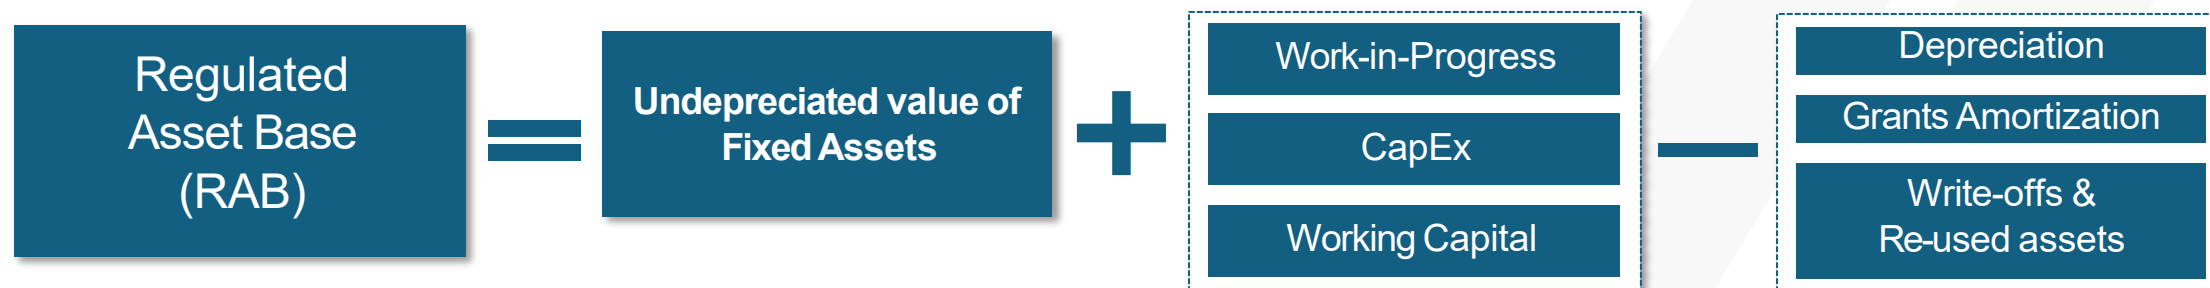 Regulated
Asset Base
(RAB)
Undepreciated value of
Fixed Assets
Work-in-Progress
CapEx
Working Capital
Depreciation
Grants Amortization
Write-offs &
Re-used assets